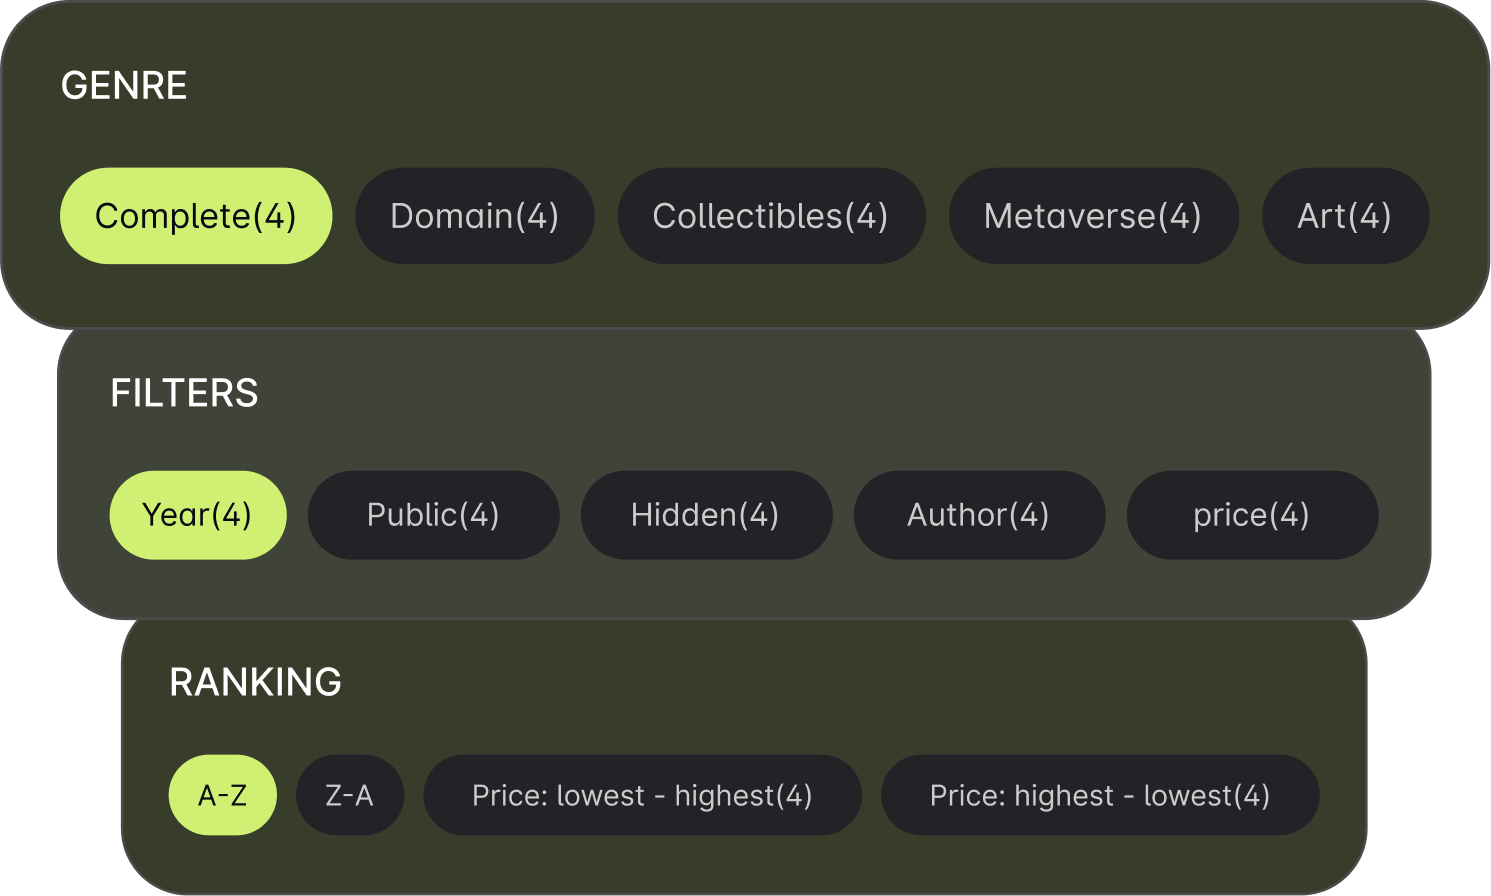 GENRE
Complete(4) Domain(4) Collectibles(4) Metaverse(4) Art(4)
FILTERS
Year(4) Public(4) Hidden(4) Author(4) price(4)
RANKING
A-Z Z-A Price: lowest - highest(4) Price: highest - lowest(4)